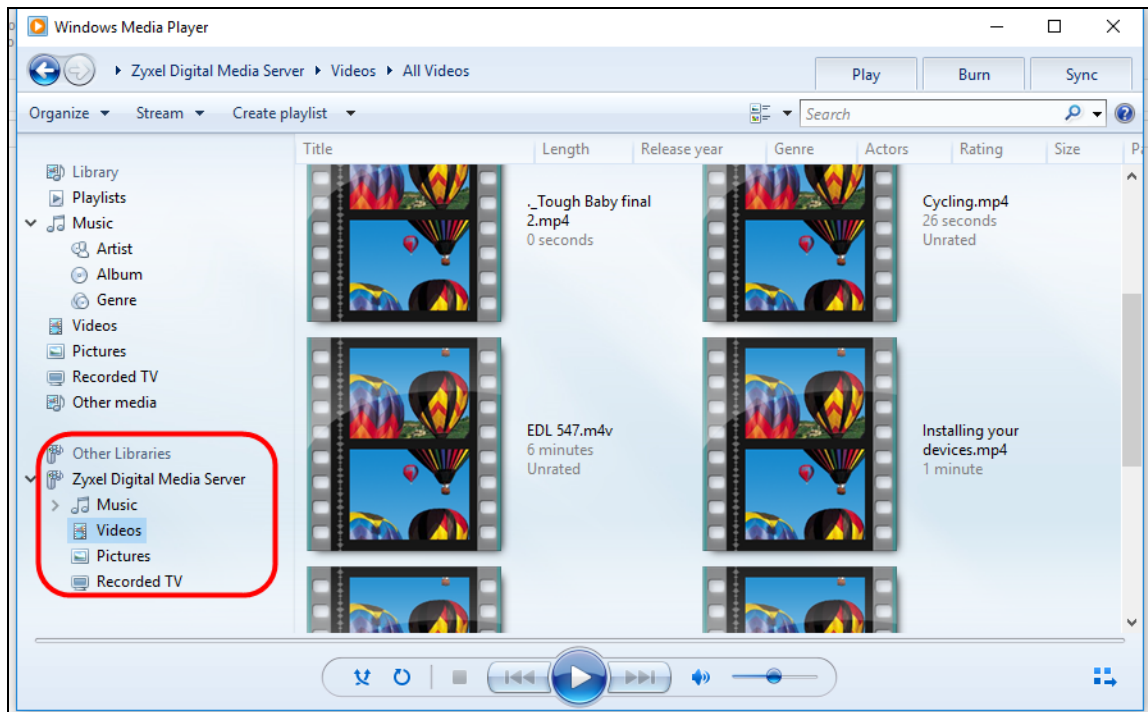 Windows Media Player
Zyxel Digital Media Server Videos All Videos
Play Burn Sync
Organize Stream Create playlist
Search
Library
Playlists
Music
Artist
Album
Genre
Videos
Pictures
Recorded TV
Other media
Other Libraries
Zyxel Digital Media Server
Music
Videos
Pictures
Recorded TV
Title Length Release year Genre Actors Rating Size
._Tough Baby final
2.mp4
0 seconds
Cycling.mp4
26 seconds
Unrated
EDL 547.m4v
6 minutes
Unrated
Installing your
devices.mp4
1 minute